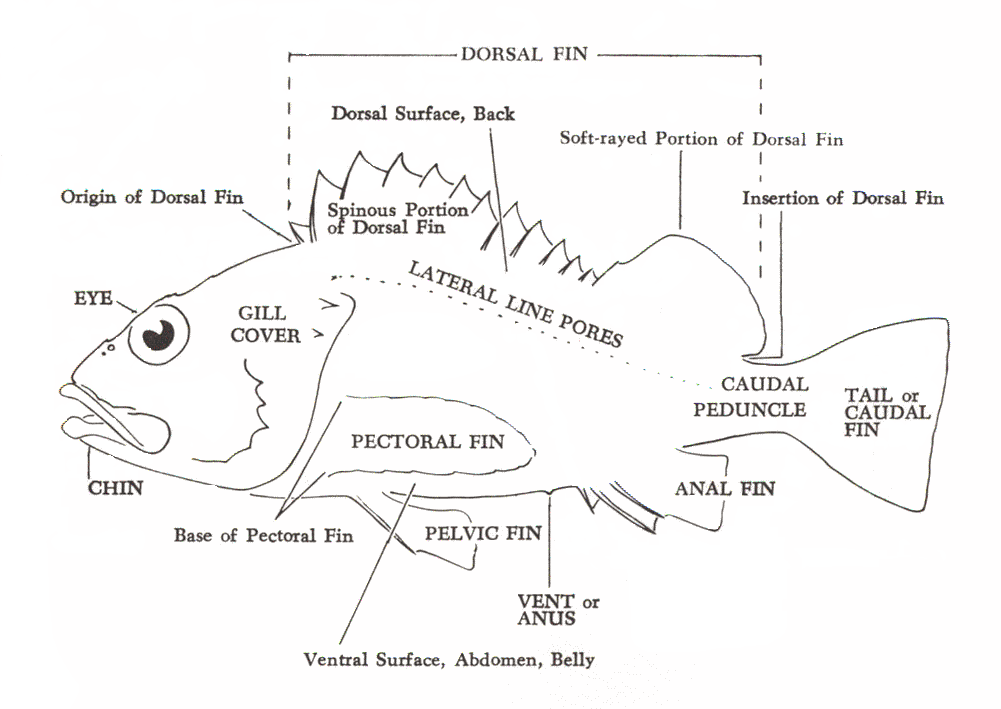 DORSAL FIN
Dorsal Surface, Back
Soft-rayed Portion of Dorsal Fin
Origin of Dorsal Fin
Insertion of Dorsal Fin
Spinous Portion
of Dorsal Fin
LATERAL LINE PORES
EYE
GILL
COVER
CAUDAL
PEDUNCLE
TAIL or
CAUDAL
FIN
PECTORAL FIN
CHIN
ANAL FIN
Base of Pectoral Fin
PELVIC FIN
VENT or
ANUS
Ventral Surface, Abdomen, Belly